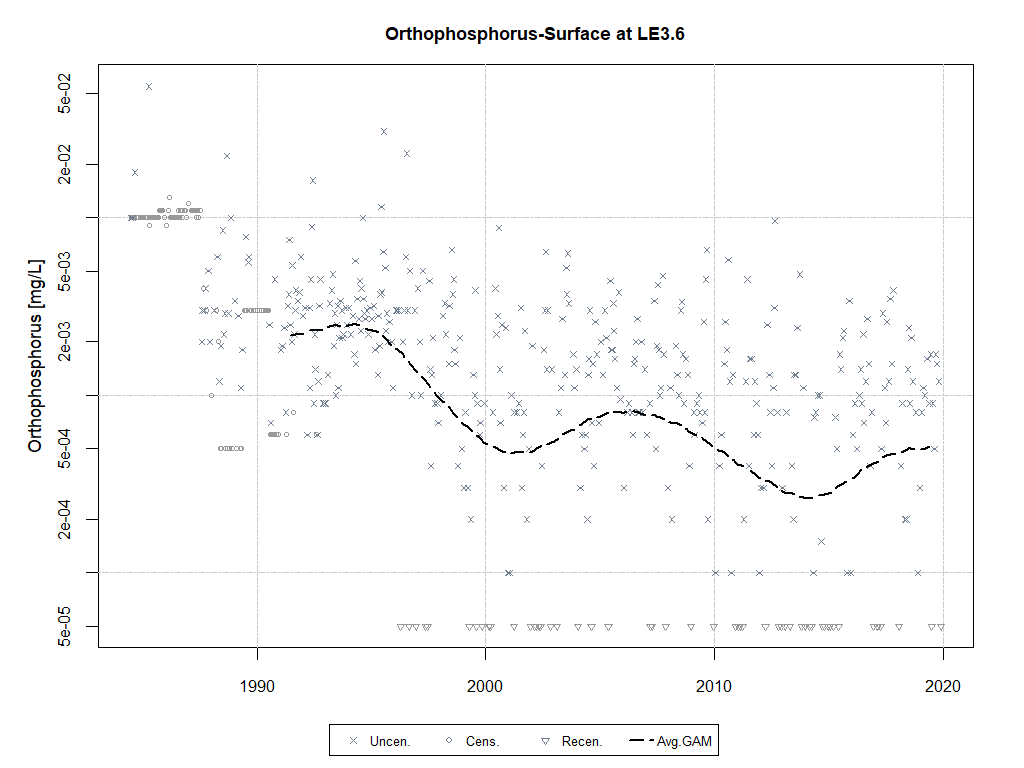 Orthophosphorus-Surface at LE3.6
Orthophosphorus [mg/L]
5e-02
2e-02
5e-03
2e-03
5e-04
2e-04
5e-05
1990 2000 2010 2020
Uncen. Cens. Recen. Avg.GAM